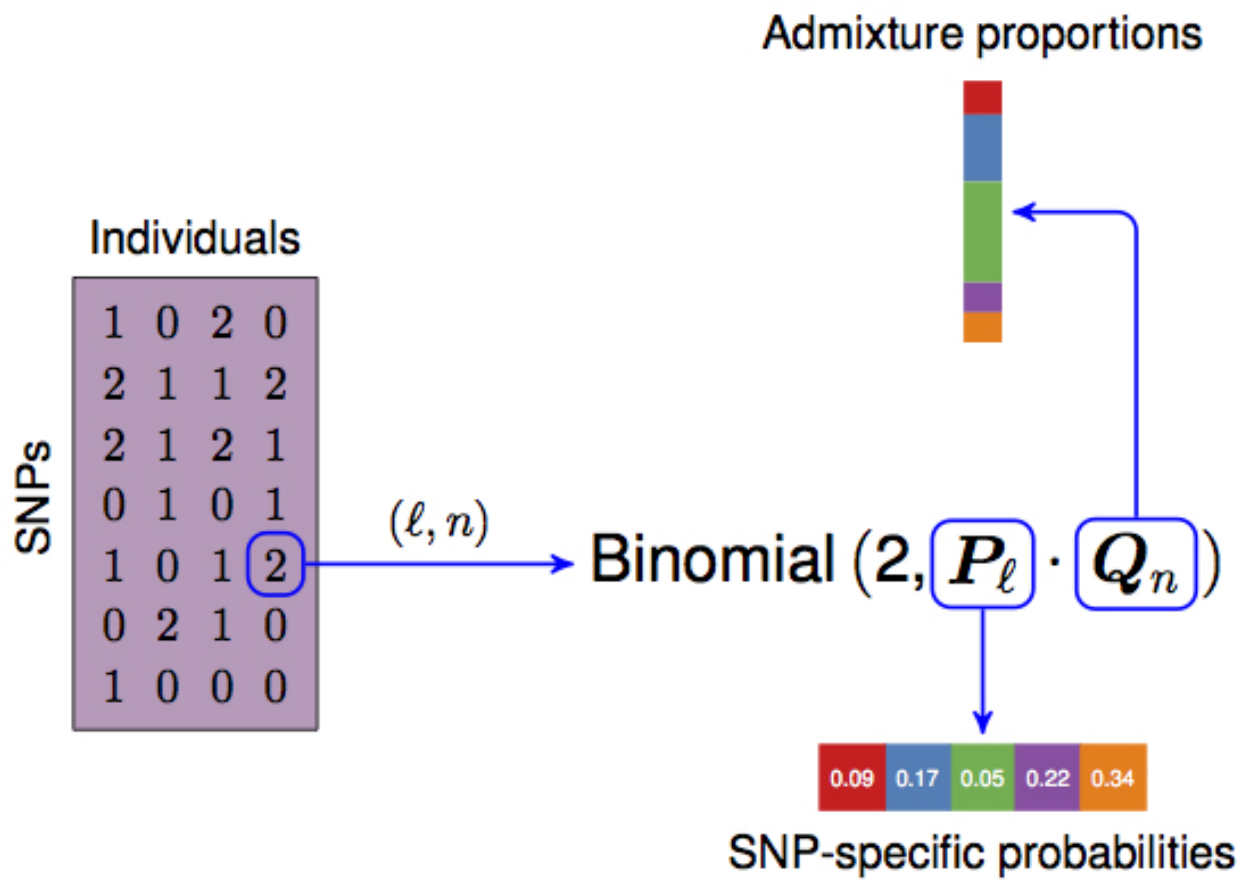 Admixture proportions
Individuals
SNPs
1 0 2 0
2 1 1 2
2 1 2 1
0 1 0 1
1 0 1 2
0 2 1 0
1 0 0 0
(ℓ, n)
Binomial (2, Pℓ · Qn)
0.09 0.17 0.05 0.22 0.34
SNP-specific probabilities